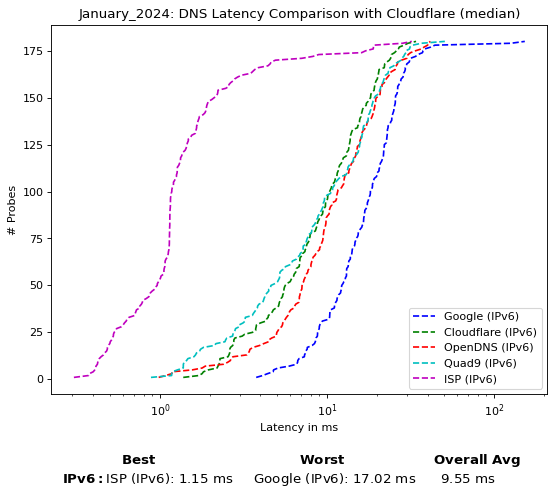 January_2024: DNS Latency Comparison with Cloudflare (median)
175
150
125
100
75
50
25
0
# Probes
10⁰
10¹
10²
Latency in ms
Google (IPv6)
Cloudflare (IPv6)
OpenDNS (IPv6)
Quad9 (IPv6)
ISP (IPv6)
Best Worst Overall Avg
IPv6: ISP (IPv6): 1.15 ms Google (IPv6): 17.02 ms 9.55 ms